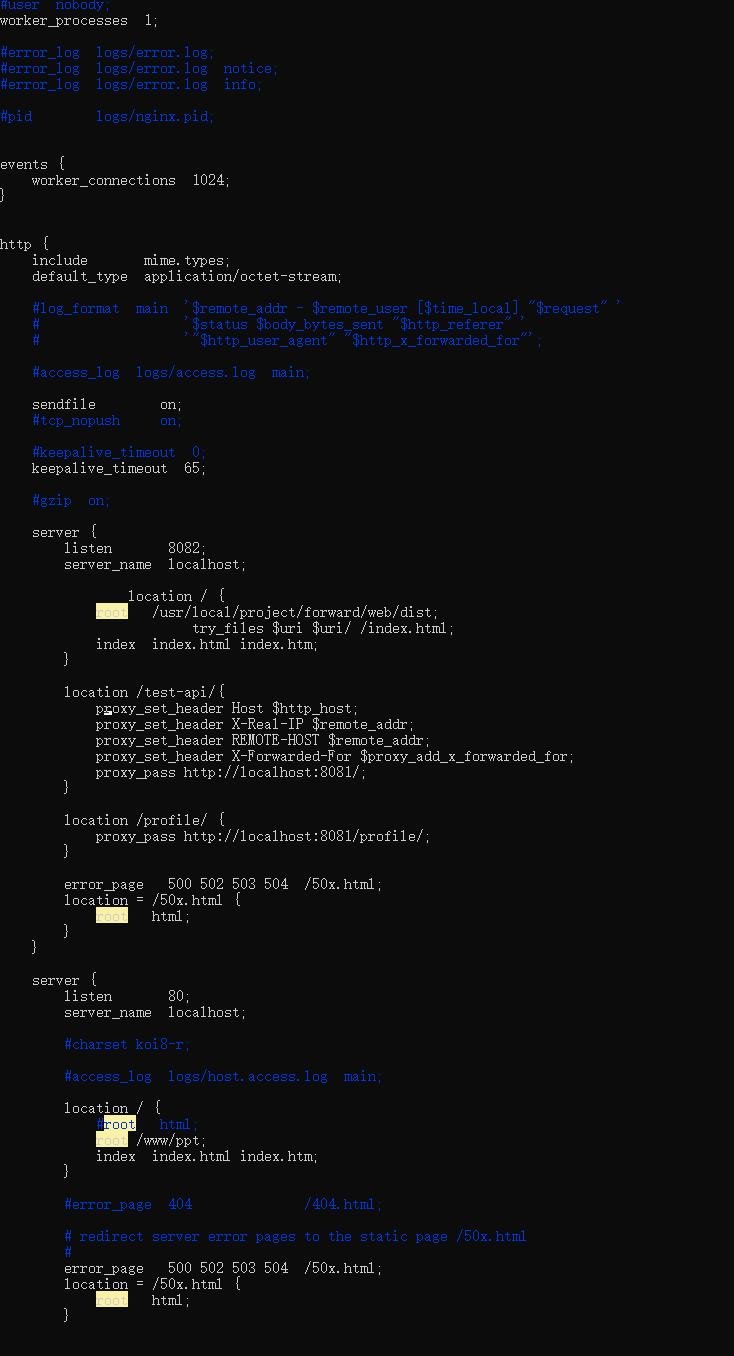 #user  nobody;
worker_processes  1;

#error_log  logs/error.log;
#error_log  logs/error.log  notice;
#error_log  logs/error.log  info;

#pid        logs/nginx.pid;


events {
    worker_connections  1024;
}


http {
    include       mime.types;
    default_type  application/octet-stream;

    #log_format  main  '$remote_addr - $remote_user [$time_local] "$request" '
    #                  '$status $body_bytes_sent "$http_referer" '
    #                  '"$http_user_agent" "$http_x_forwarded_for"';

    #access_log  logs/access.log  main;

    sendfile        on;
    #tcp_nopush     on;

    #keepalive_timeout  0;
    keepalive_timeout  65;

    #gzip  on;

    server {
        listen       8082;
        server_name  localhost;

                location / {
            root   /usr/local/project/forward/web/dist;
                        try_files $uri $uri/ /index.html;
            index  index.html index.htm;
        }

        location /test-api/{
            proxy_set_header Host $http_host;
            proxy_set_header X-Real-IP $remote_addr;
            proxy_set_header REMOTE-HOST $remote_addr;
            proxy_set_header X-Forwarded-For $proxy_add_x_forwarded_for;
            proxy_pass http://localhost:8081/;
        }

        location /profile/ {
            proxy_pass http://localhost:8081/profile/;
        }

        error_page   500 502 503 504  /50x.html;
        location = /50x.html {
            root   html;
        }
    }

    server {
        listen       80;
        server_name  localhost;

        #charset koi8-r;

        #access_log  logs/host.access.log  main;

        location / {
            #root   html;
            root /www/ppt;
            index  index.html index.htm;
        }

        #error_page  404              /404.html;

        # redirect server error pages to the static page /50x.html
        #
        error_page   500 502 503 504  /50x.html;
        location = /50x.html {
            root   html;
        }